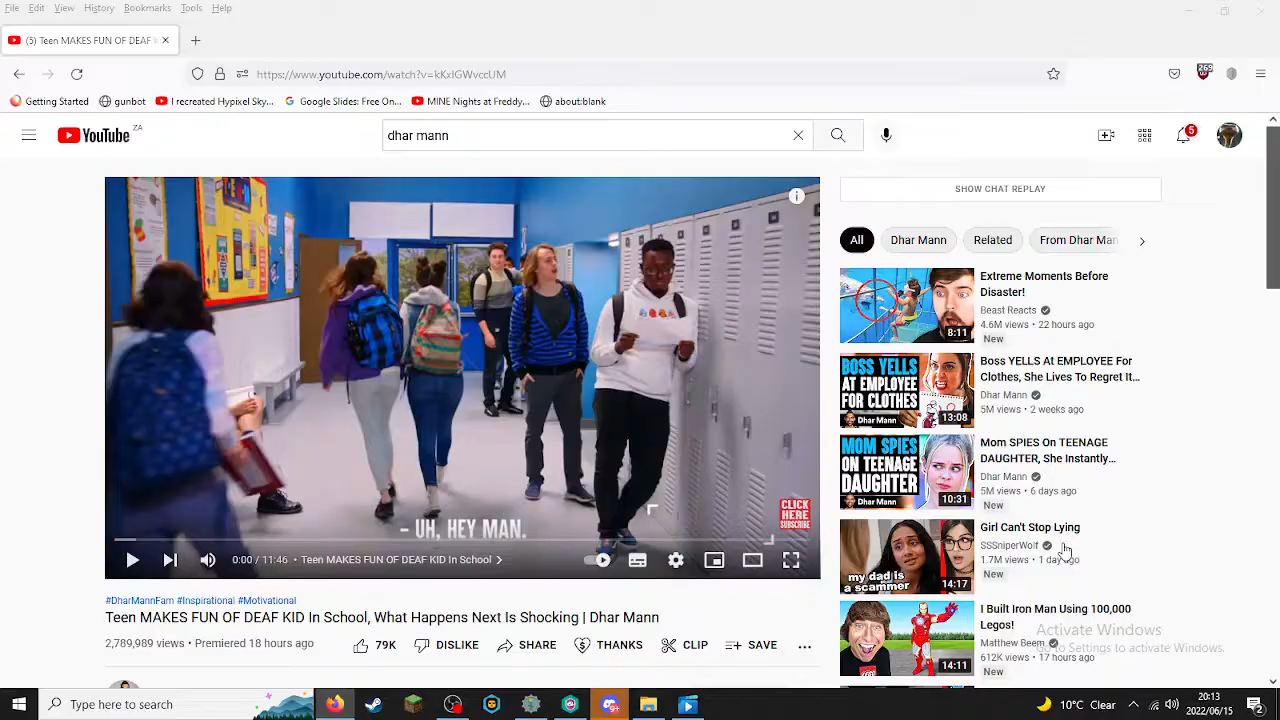 File Edit View History Bookmarks Tools Help
(5) Teen MAKES FUN OF DEAF
https://www.youtube.com/watch?v=kKxIGWvccUM
269
Getting Started gunbot I recreated Hypixel Sky... Google Slides: Free On... MINE Nights at Freddy... about:blank
YouTube ZA
dhar mann
5
SHOW CHAT REPLAY
All Dhar Mann Related From Dhar Man
Extreme Moments Before
Disaster!
Beast Reacts
4.6M views • 22 hours ago
New
8:11
BOSS YELLS
AT EMPLOYEE
FOR CLOTHES
Dhar Mann
13:08
Boss YELLS At EMPLOYEE For
Clothes, She Lives To Regret It...
Dhar Mann
5M views • 2 weeks ago
MOM SPIES
ON TEENAGE
DAUGHTER
Dhar Mann
10:31
Mom SPIES On TEENAGE
DAUGHTER, She Instantly...
Dhar Mann
5M views • 6 days ago
New
my dad is
a scammer
14:17
Girl Can't Stop Lying
SSSniperWolf
1.7M views • 1 day ago
New
14:11
I Built Iron Man Using 100,000
Legos!
Matthew Beem
612K views • 17 hours ago
New
- UH, HEY MAN.
CLICK
HERE
SUBSCRIBE
0:00 / 11:46 • Teen MAKES FUN OF DEAF KID In School
#DharMannFam #Inspirational #Motivational
Teen MAKES FUN OF DEAF KID In School, What Happens Next Is Shocking | Dhar Mann
2,789,980 views • Premiered 18 hours ago
79K DISLIKE SHARE THANKS CLIP SAVE
Activate Windows
Go to Settings to activate Windows.
Type here to search
10°C Clear
20:13
2022/06/15
2